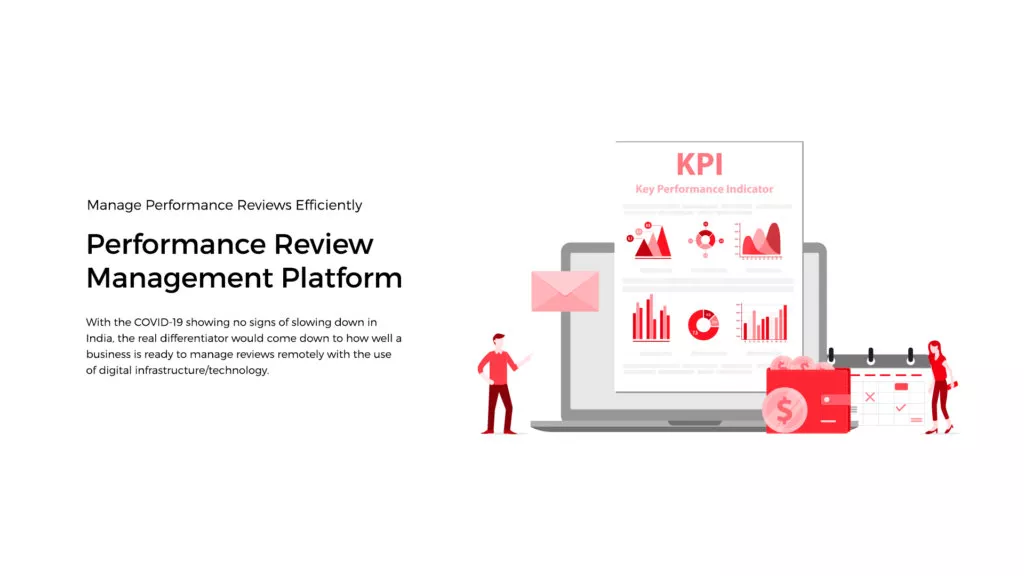 Manage Performance Reviews Efficiently
Performance Review
Management Platform
With the COVID-19 showing no signs of slowing down in
India, the real differentiator would come down to how well a
business is ready to manage reviews remotely with the use
of digital infrastructure/technology.
KPI
Key Performance Indicator
$